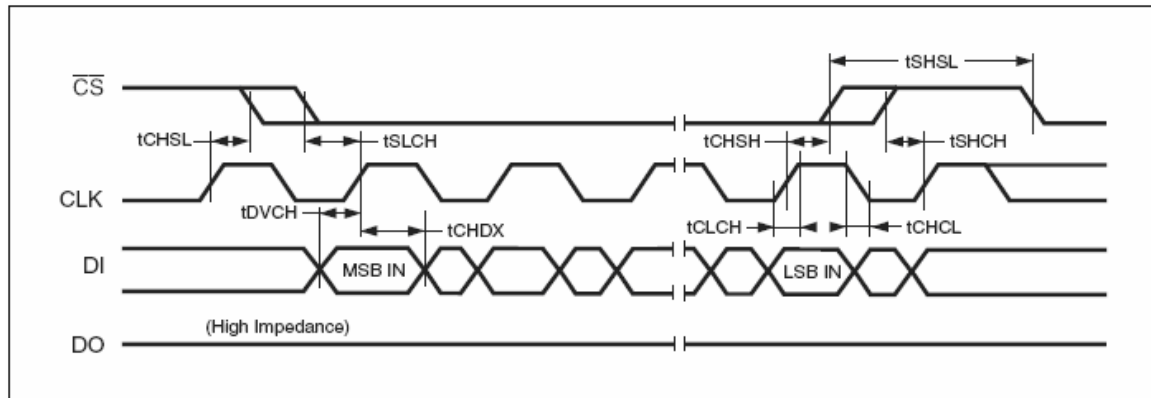 tSHSL
CS
tCHSL
tSLCH
tCHSH
tSHCH
CLK
tDVCH
tCHDX
tCLCH
tCHCL
DI
MSB IN
LSB IN
(High Impedance)
DO